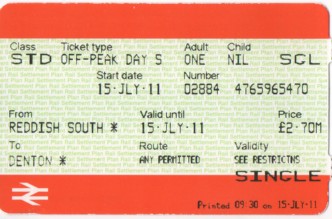 Class Ticket type Adult Child
STD OFF-PEAK DAY S ONE NIL SGL
Start date Number
15·JLY·11 02884 4765965470
From Valid until Price
REDDISH SOUTH * 15·JLY·11 £2·70M
To Route Validity
DENTON * ANY PERMITTED SEE RESTRICTNS
SINGLE
Printed 09 30 on 15-JLY-11